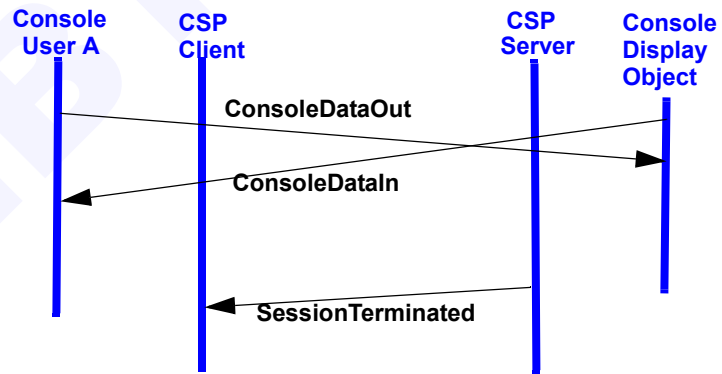 Console
User A
CSP
Client
CSP
Server
Console
Display
Object
ConsoleDataOut
ConsoleDataIn
SessionTerminated